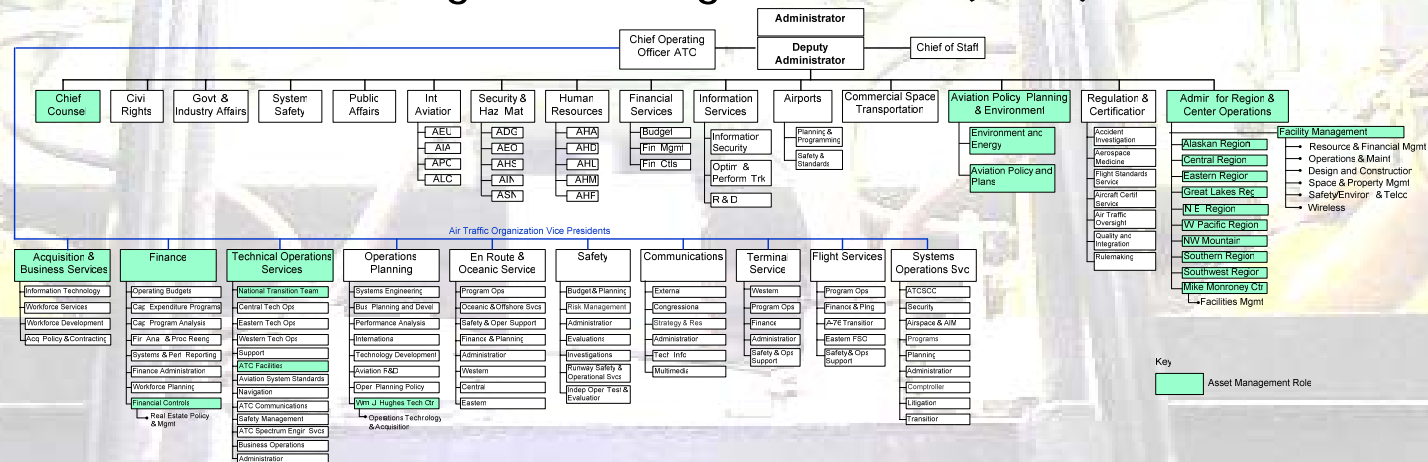 Administrator
Chief Operating
Officer ATC
Deputy
Administrator
Chief of Staff
Chief
Counsel
Civi
Rights
Govt &
Industry Affairs
System
Safety
Public
Affairs
Int
Aviation
Security &
Haz Mat
Human
Resources
Financial
Services
Information
Services
Airports
Commercial Space
Transportation
Aviation Policy Planning
& Environment
Regulation &
Certification
Admin for Region &
Center Operations
AEU
AIA
APC
ALC
ADG
AEO
AHS
AIN
ASN
AHA
AHD
AHL
AHM
AHF
Budget
Fin Mgmt
Fin Ctls
Information
Security
Optim &
Perform Trk
R & D
Planning &
Programming
Safety &
Standards
Environment and
Energy
Aviation Policy and
Plans
Accident
Investigation
Aerospace
Medicine
Flight Standards
Service
Aircraft Certif
Service
Air Traffic
Oversight
Quality and
Integration
Rulemaking
Alaskan Region
Central Region
Eastern Region
Great Lakes Reg
N E Region
W Pacific Region
NW Mountain
Southern Region
Southwest Region
Mike Monroney Ctr
Facilities Mgmt
Facility Management
Resource & Financial Mgmt
Operations & Maint
Design and Construction
Space & Property Mgmt
Safety/Environ & Telco
Wireless
Air Traffic Organization Vice Presidents
Acquisition &
Business Services
Information Technology
Workforce Services
Workforce Development
Acq Policy & Contracting
Finance
Operating Budgets
Cap Expenditure Programs
Cap Program Analysis
Fin Ana & Proc Reeng
Systems & Perf Reporting
Finance Administration
Workforce Planning
Financial Controls
Real Estate Policy
& Mgmt
Technical Operations
Services
National Transition Team
Central Tech Ops
Eastern Tech Ops
Western Tech Ops
Support
ATC Facilities
Aviation System Standards
Navigation
ATC Communications
Safety Management
ATC Spectrum Engr Svcs
Business Operations
Administration
Operations
Planning
Systems Engineering
Bus Planning and Devel
Performance Analysis
International
Technology Development
Aviation R&D
Oper Planning Policy
Wm J Hughes Tech Ctr
Operations Technology
& Acquisition
En Route &
Oceanic Service
Program Ops
Oceanic & Offshore Svcs
Safety & Oper Support
Finance & Planning
Administration
Western
Central
Eastern
Safety
Budget & Planning
Risk Management
Administration
Evaluations
Investigations
Runway Safety &
Operational Svcs
Indep Oper Test &
Evaluation
Communications
External
Congressional
Strategy & Res
Administration
Tech Info
Multimedia
Terminal
Service
Western
Program Ops
Finance
Administration
Safety & Ops
Support
Flight Services
Program Ops
Finance & Plng
A-76 Transition
Eastern FSO
Safety & Ops
Support
Systems
Operations Svc
ATCSCC
Security
Airspace & AIM
Programs
Planning
Administration
Comptroller
Litigation
Transition
Key
Asset Management Role